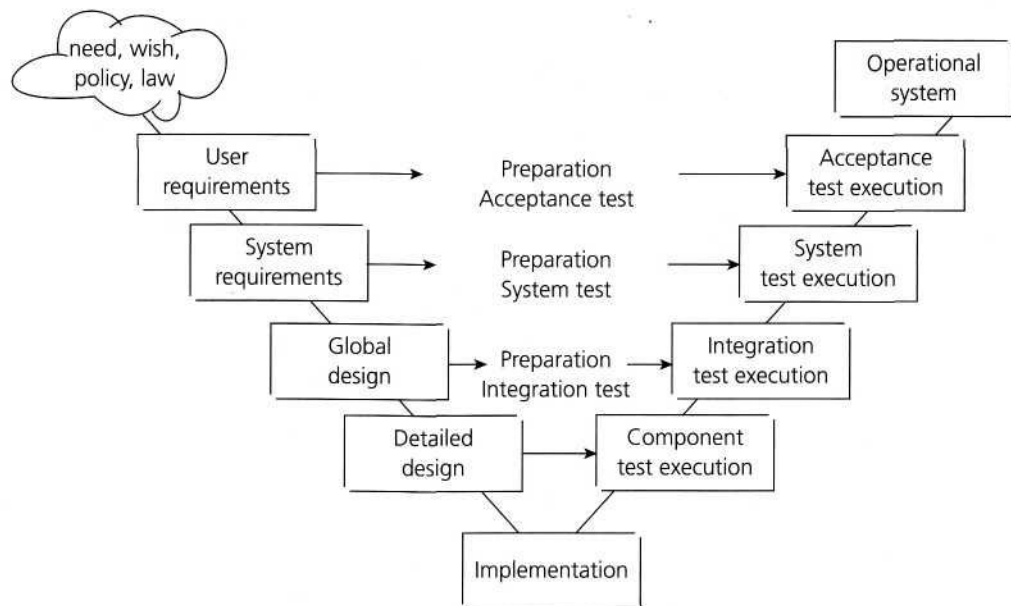 need, wish,
policy, law
Operational
system
User
requirements
Preparation
Acceptance test
Acceptance
test execution
System
requirements
Preparation
System test
System
test execution
Global
design
Preparation
Integration test
Integration
test execution
Detailed
design
Component
test execution
Implementation